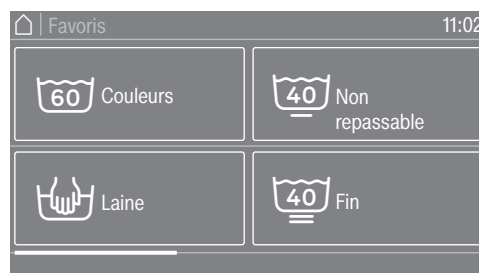 Favoris
11:02
60 Couleurs
40 Non
repassable
Laine
40 Fin